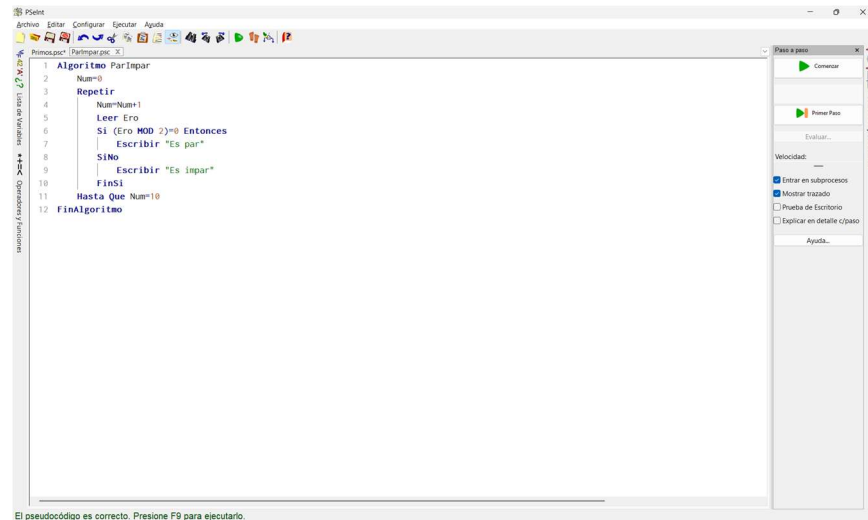 PSeInt
Archivo Editar Configurar Ejecutar Ayuda
Primos.psc* ParImpar.psc X
1 Algoritmo ParImpar
2 Num=0
3 Repetir
4 Num=Num+1
5 Leer Ero
6 Si (Ero MOD 2)=0 Entonces
7 Escribir "Es par"
8 SiNo
9 Escribir "Es impar"
10 FinSi
11 Hasta Que Num=10
12 FinAlgoritmo
Lista de Variables
Operadores y Funciones
Paso a paso
Comenzar
Primer Paso
Evaluar...
Velocidad:
Entrar en subprocesos
Mostrar trazado
Prueba de Escritorio
Explicar en detalle c/paso
Ayuda...
El pseudocódigo es correcto. Presione F9 para ejecutarlo.